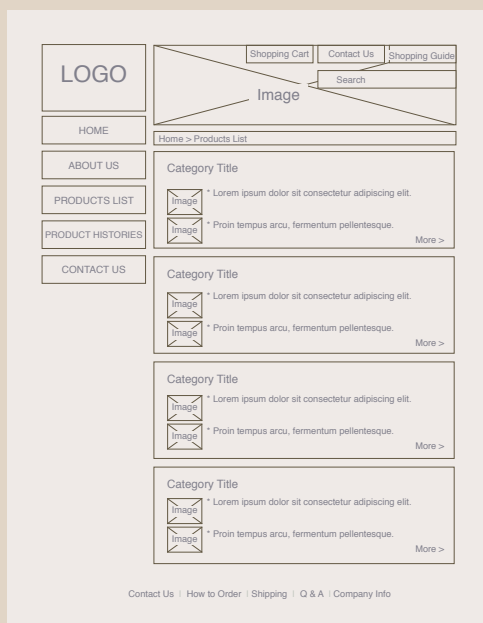 LOGO
Shopping Cart
Contact Us
Shopping Guide
Search
Image
HOME
ABOUT US
PRODUCTS LIST
PRODUCT HISTORIES
CONTACT US
Home > Products List
Category Title
Image
* Lorem ipsum dolor sit consectetur adipiscing elit.
Image
* Proin tempus arcu, fermentum pellentesque.
More >
Category Title
Image
* Lorem ipsum dolor sit consectetur adipiscing elit.
Image
* Proin tempus arcu, fermentum pellentesque.
More >
Category Title
Image
* Lorem ipsum dolor sit consectetur adipiscing elit.
Image
* Proin tempus arcu, fermentum pellentesque.
More >
Category Title
Image
* Lorem ipsum dolor sit consectetur adipiscing elit.
Image
* Proin tempus arcu, fermentum pellentesque.
More >
Contact Us | How to Order | Shipping | Q & A | Company Info